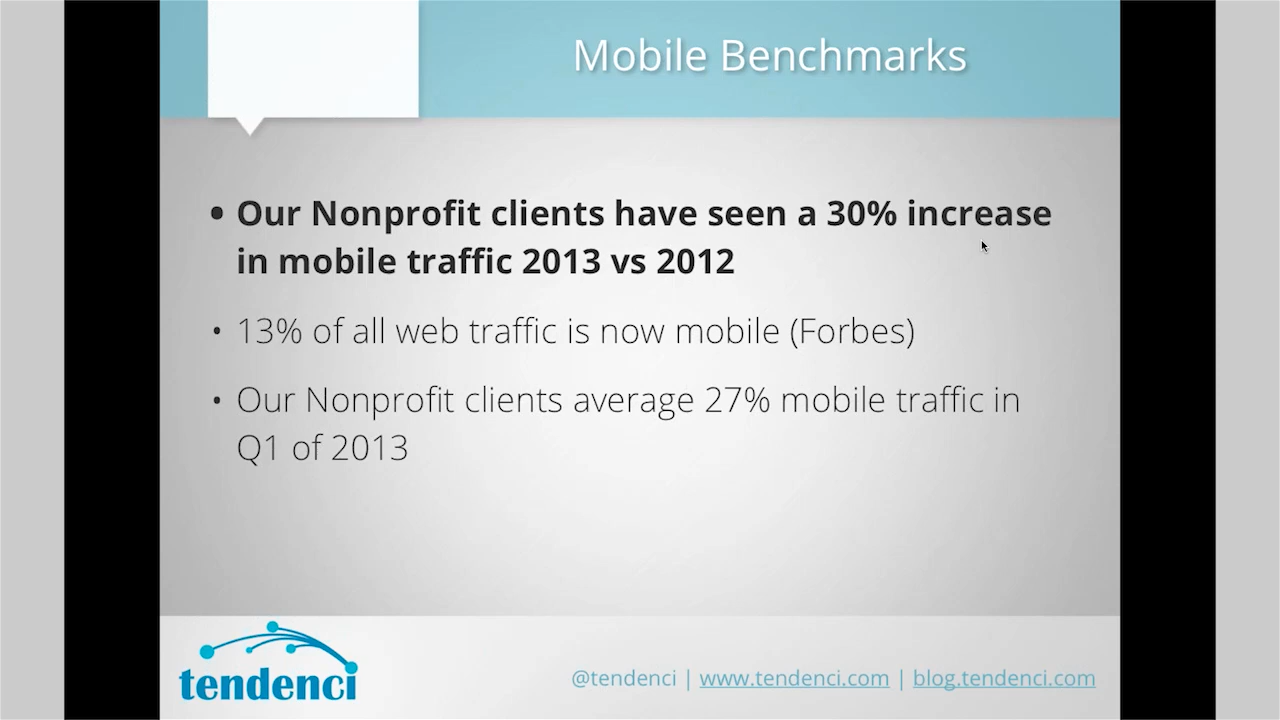 Mobile Benchmarks
• Our Nonprofit clients have seen a 30% increase
in mobile traffic 2013 vs 2012
• 13% of all web traffic is now mobile (Forbes)
• Our Nonprofit clients average 27% mobile traffic in
Q1 of 2013
tendenci
@tendenci | www.tendenci.com | blog.tendenci.com